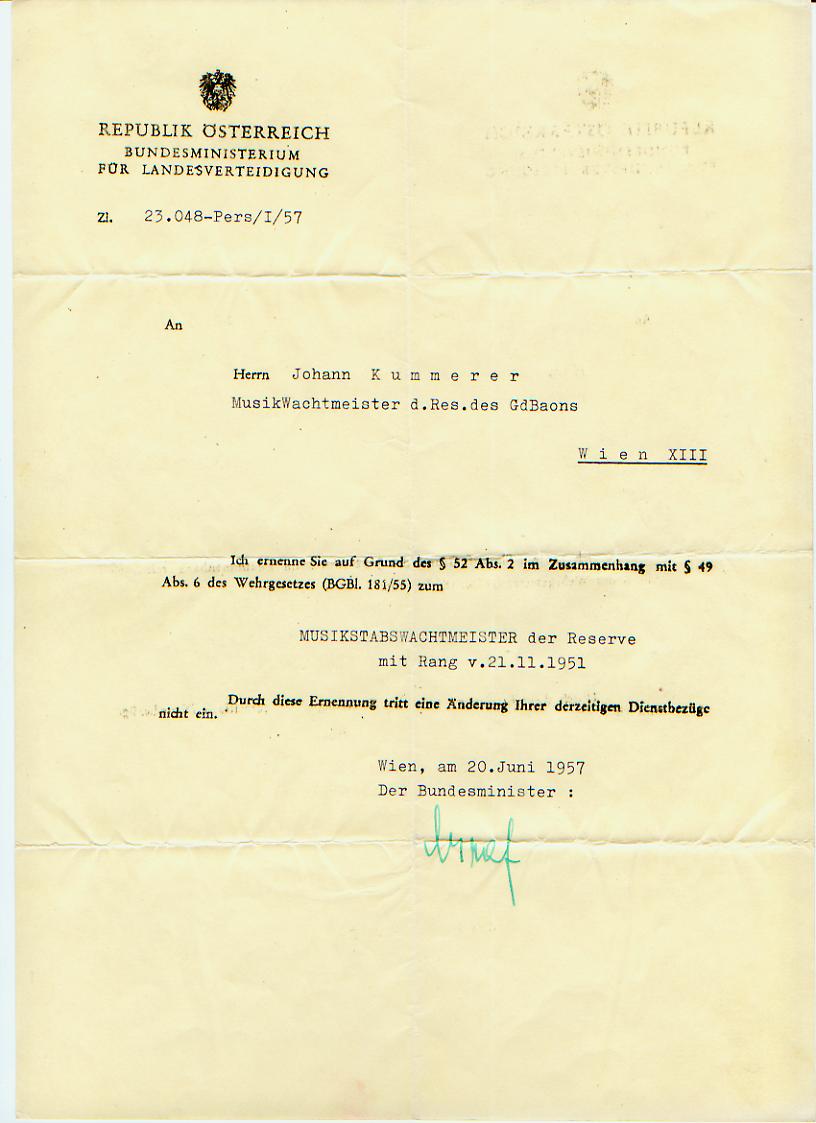 REPUBLIK ÖSTERREICH
BUNDESMINISTERIUM
FÜR LANDESVERTEIDIGUNG
Zl. 23.048-Pers/I/57
An
Herrn Johann K u m m e r e r
MusikWachtmeister d.Res.des GdBaons
W i e n XIII
Ich ernenne Sie auf Grund des § 52 Abs. 2 im Zusammenhang mit § 49
Abs. 6 des Wehrgesetzes (BGBl. 181/55) zum
MUSIKSTABSWACHTMEISTER der Reserve
mit Rang v.21.11.1951
Durch diese Ernennung tritt eine Änderung Ihrer derzeitigen Dienstbezüge
nicht ein.
Wien, am 20.Juni 1957
Der Bundesminister :